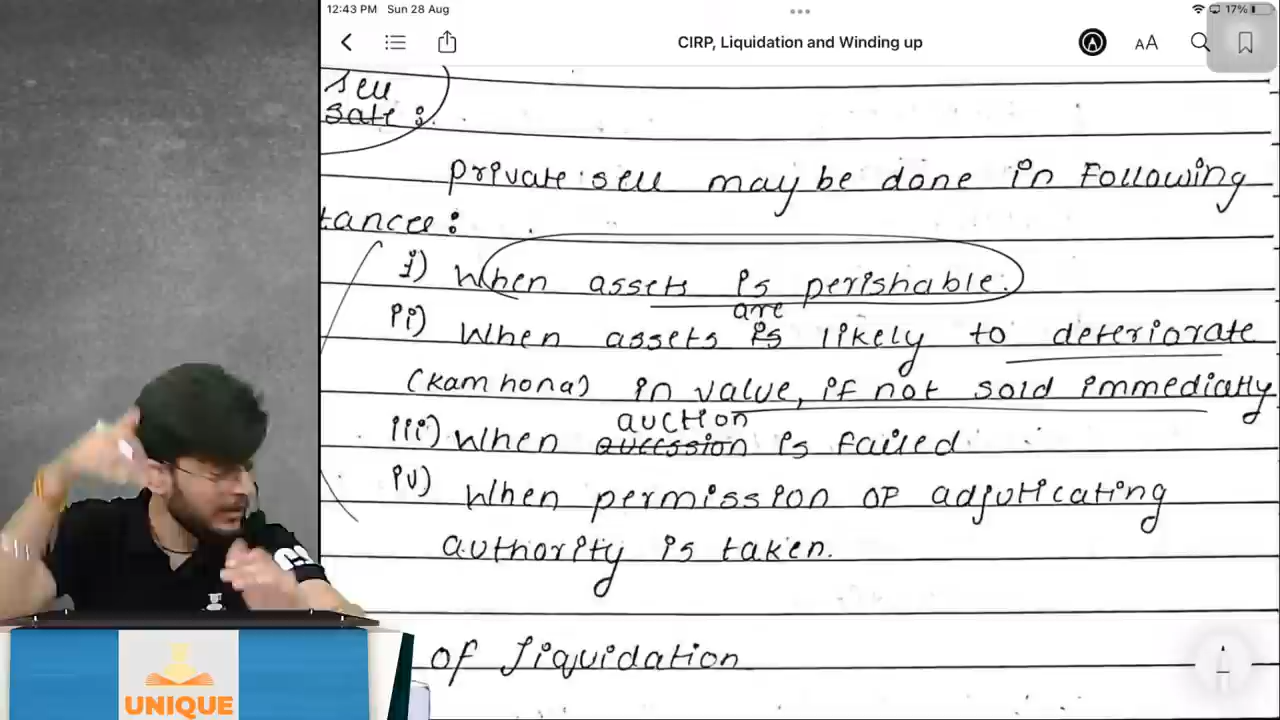 12:43 PM Sun 28 Aug
17%
CIRP, Liquidation and Winding up
AA
sell
sale :
private sell may be done in Following
tances :
i) When assets is perishable.
are
ii) When assets is likely to deteriorate
(kam hona) in value, if not sold immediatly
auction
iii) When is failed.
iv) When permission of adjuticating
authority is taken.
of liquidation
UNIQUE